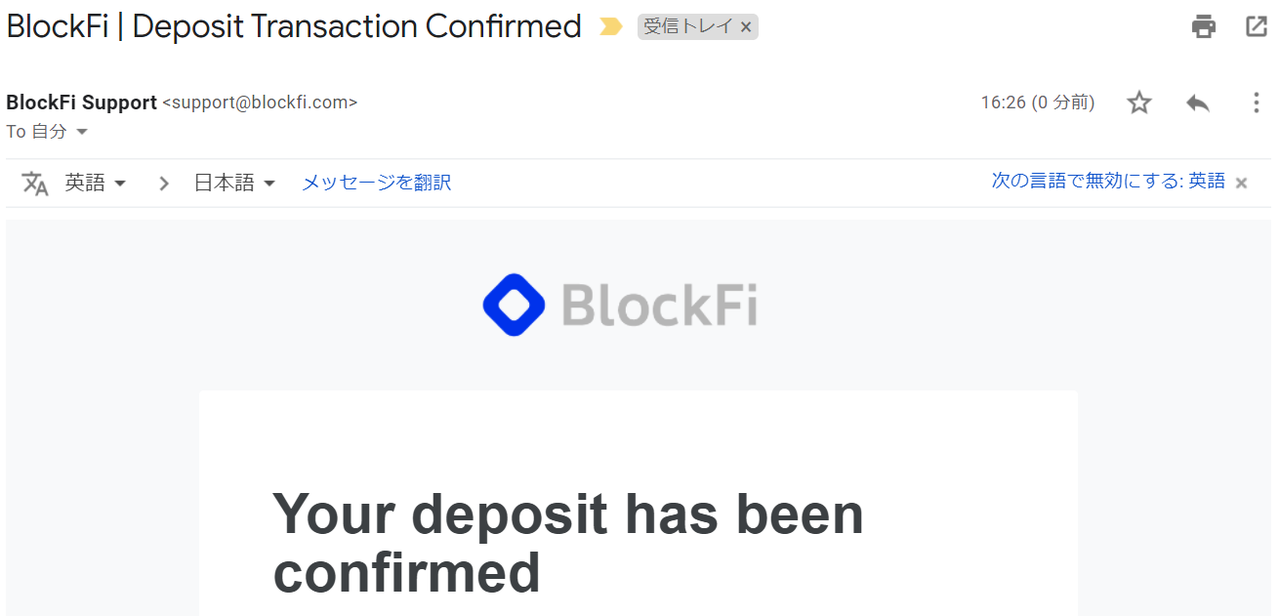 BlockFi | Deposit Transaction Confirmed 受信トレイ ×
BlockFi Support <support@blockfi.com> 16:26 (0 分前)
To 自分
英語 > 日本語 メッセージを翻訳 次の言語で無効にする: 英語 ×
BlockFi
Your deposit has been
confirmed